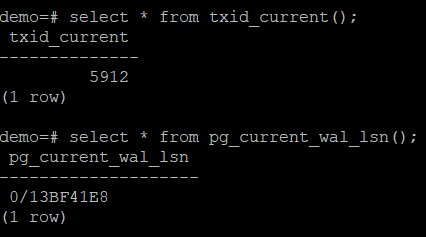 demo=# select * from txid_current();
 txid_current
--------------
         5912
(1 row)

demo=# select * from pg_current_wal_lsn();
 pg_current_wal_lsn
--------------------
 0/13BF41E8
(1 row)